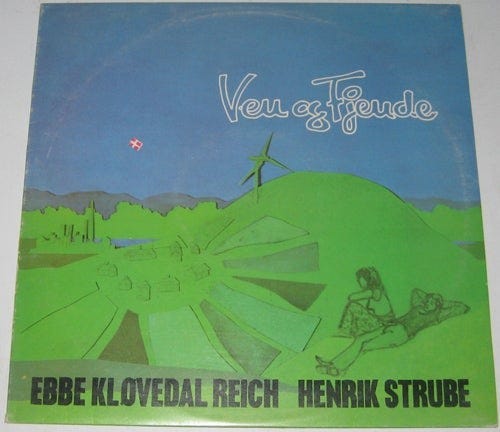 Ven og Fjende
EBBE KLØVEDAL REICH HENRIK STRUBE